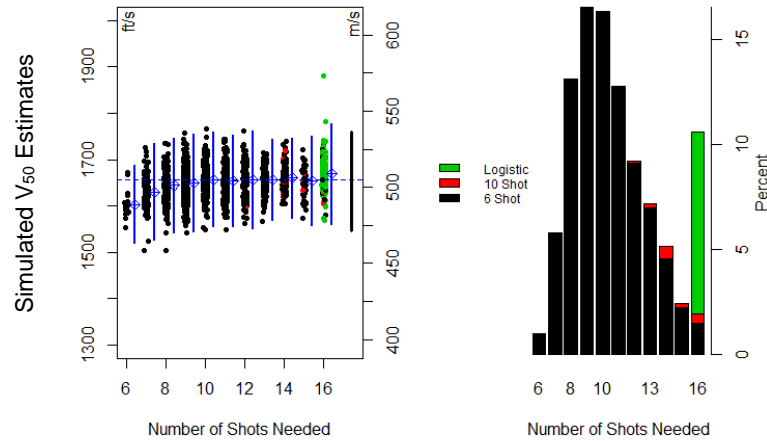 Simulated V₅₀ Estimates
ft/s
m/s
1900
1700
1500
1300
600
550
500
450
400
6 8 10 12 14 16
Number of Shots Needed
Logistic
10 Shot
6 Shot
15
10
5
0
Percent
6 8 10 13 16
Number of Shots Needed